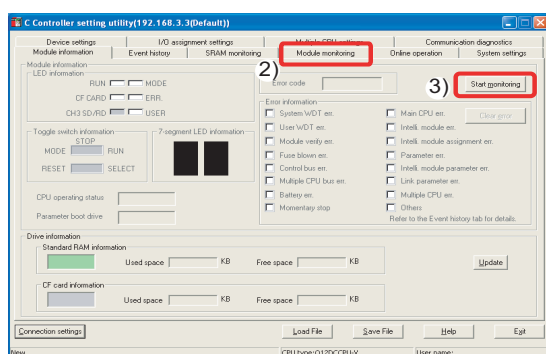 C Controller setting utility(192.168.3.3(Default))
Device settings I/O assignment settings Multiple CPU settings Communication diagnostics
Module information Event history SRAM monitoring Module monitoring Online operation System settings
2)
3)
Module information
LED information
RUN MODE
CF CARD ERR.
CH3 SD/RD USER
Error code
Start monitoring
Toggle switch information
STOP
MODE RUN
RESET SELECT
7-segment LED information
CPU operating status
Parameter boot drive
Error information
System WDT err. Main CPU err. Clear error
User WDT err. Intelli. module err.
Module verify err. Intelli. module assignment err.
Fuse blown err. Parameter err.
Control bus err. Intelli. module parameter err.
Multiple CPU bus err. Link parameter err.
Battery err. Multiple CPU err.
Momentary stop Others
Refer to the Event history tab for details.
Drive information
Standard RAM information
Used space KB Free space KB Update
CF card information
Used space KB Free space KB
Connection settings Load File Save File Help Exit
New CPU type:Q12DCCPU-V User name: